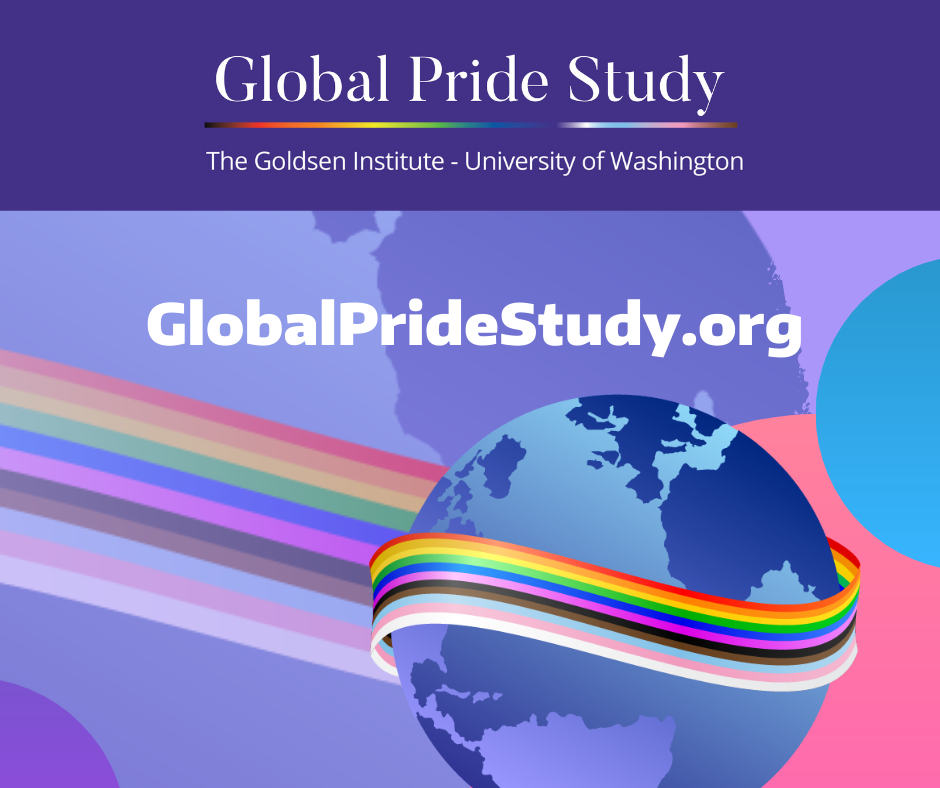 Global Pride Study
The Goldsen Institute - University of Washington
GlobalPrideStudy.org